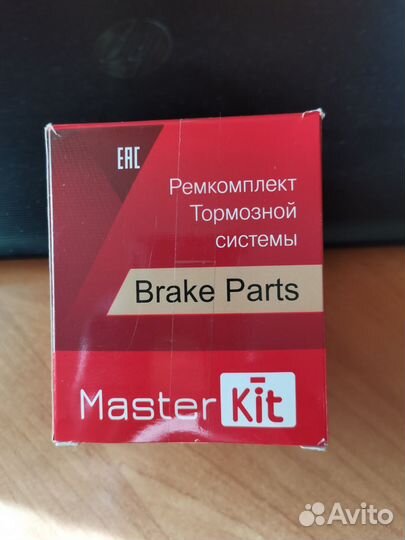 EAC
Ремкомплект
Тормозной
системы
Brake Parts
Master Kit
Avito